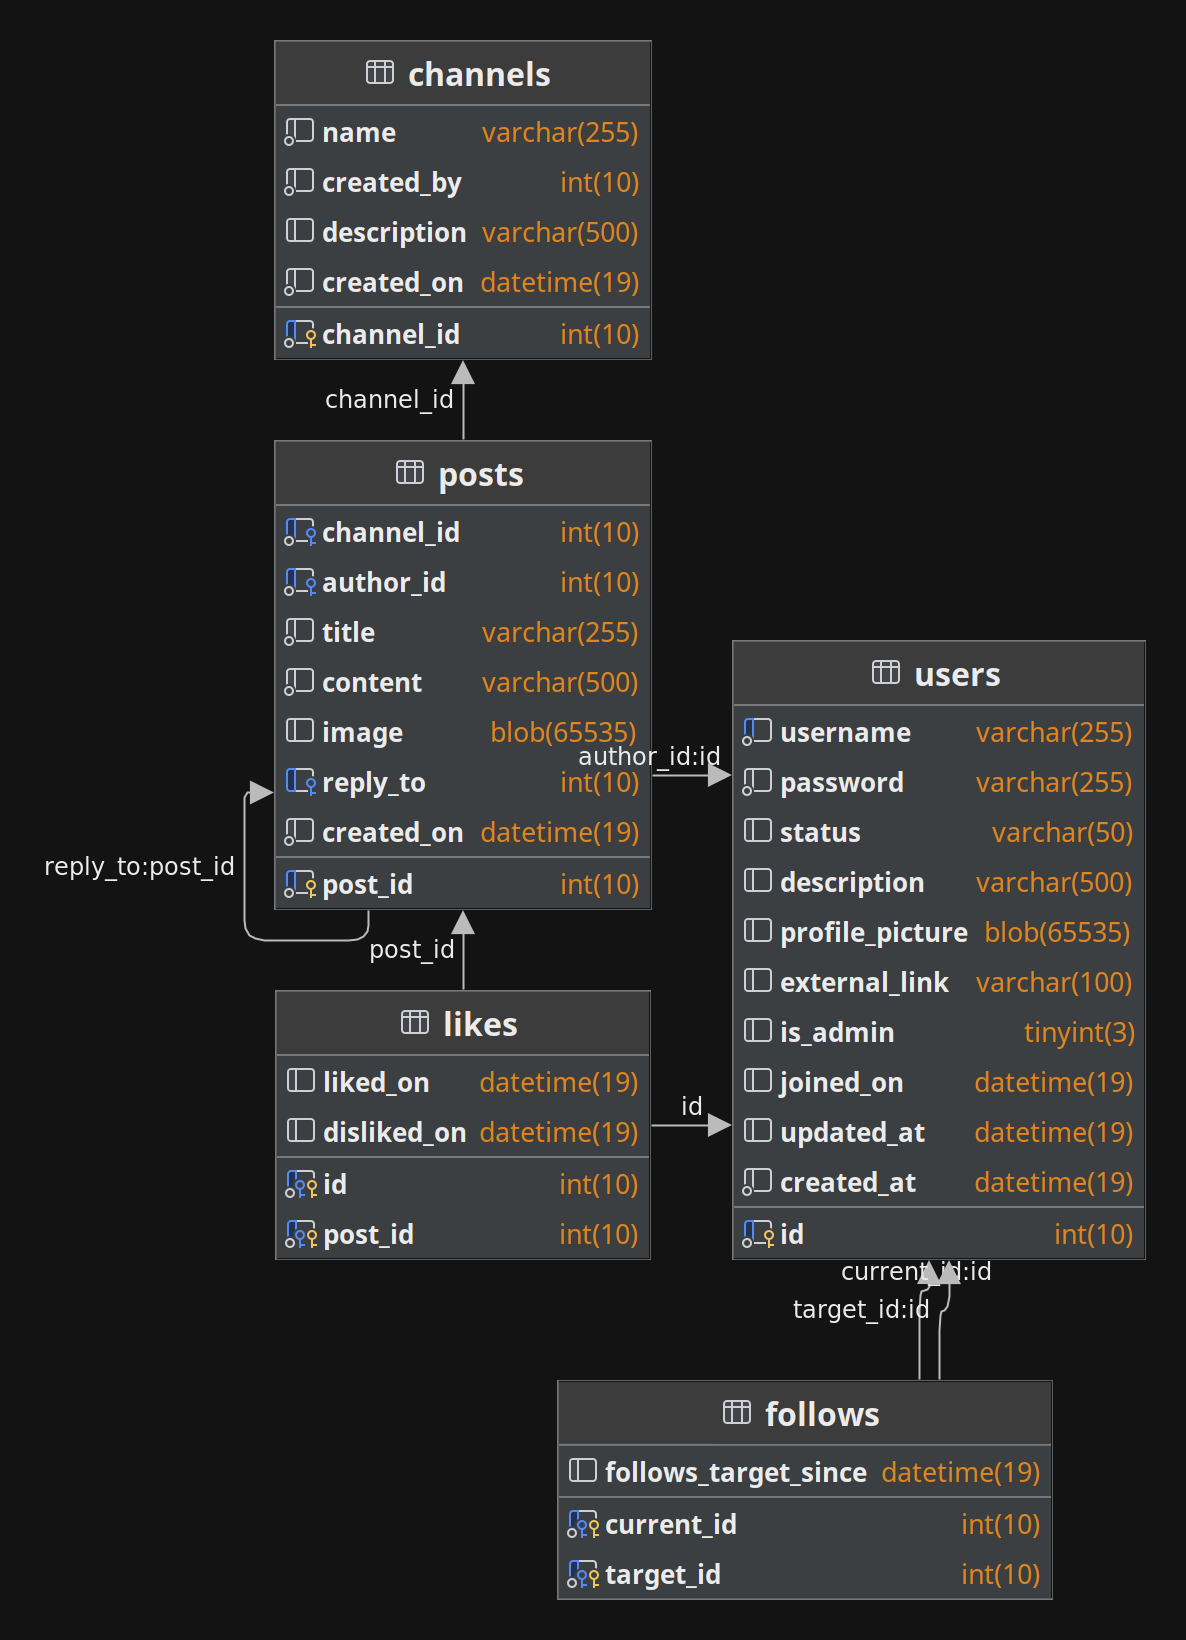 channels
name varchar(255)
created_by int(10)
description varchar(500)
created_on datetime(19)
channel_id int(10)
channel_id
posts
channel_id int(10)
author_id int(10)
title varchar(255)
content varchar(500)
image blob(65535)
reply_to int(10)
created_on datetime(19)
post_id int(10)
author_id:id
reply_to:post_id
post_id
users
username varchar(255)
password varchar(255)
status varchar(50)
description varchar(500)
profile_picture blob(65535)
external_link varchar(100)
is_admin tinyint(3)
joined_on datetime(19)
updated_at datetime(19)
created_at datetime(19)
id int(10)
likes
liked_on datetime(19)
disliked_on datetime(19)
id int(10)
post_id int(10)
id
current_id:id
target_id:id
follows
follows_target_since datetime(19)
current_id int(10)
target_id int(10)